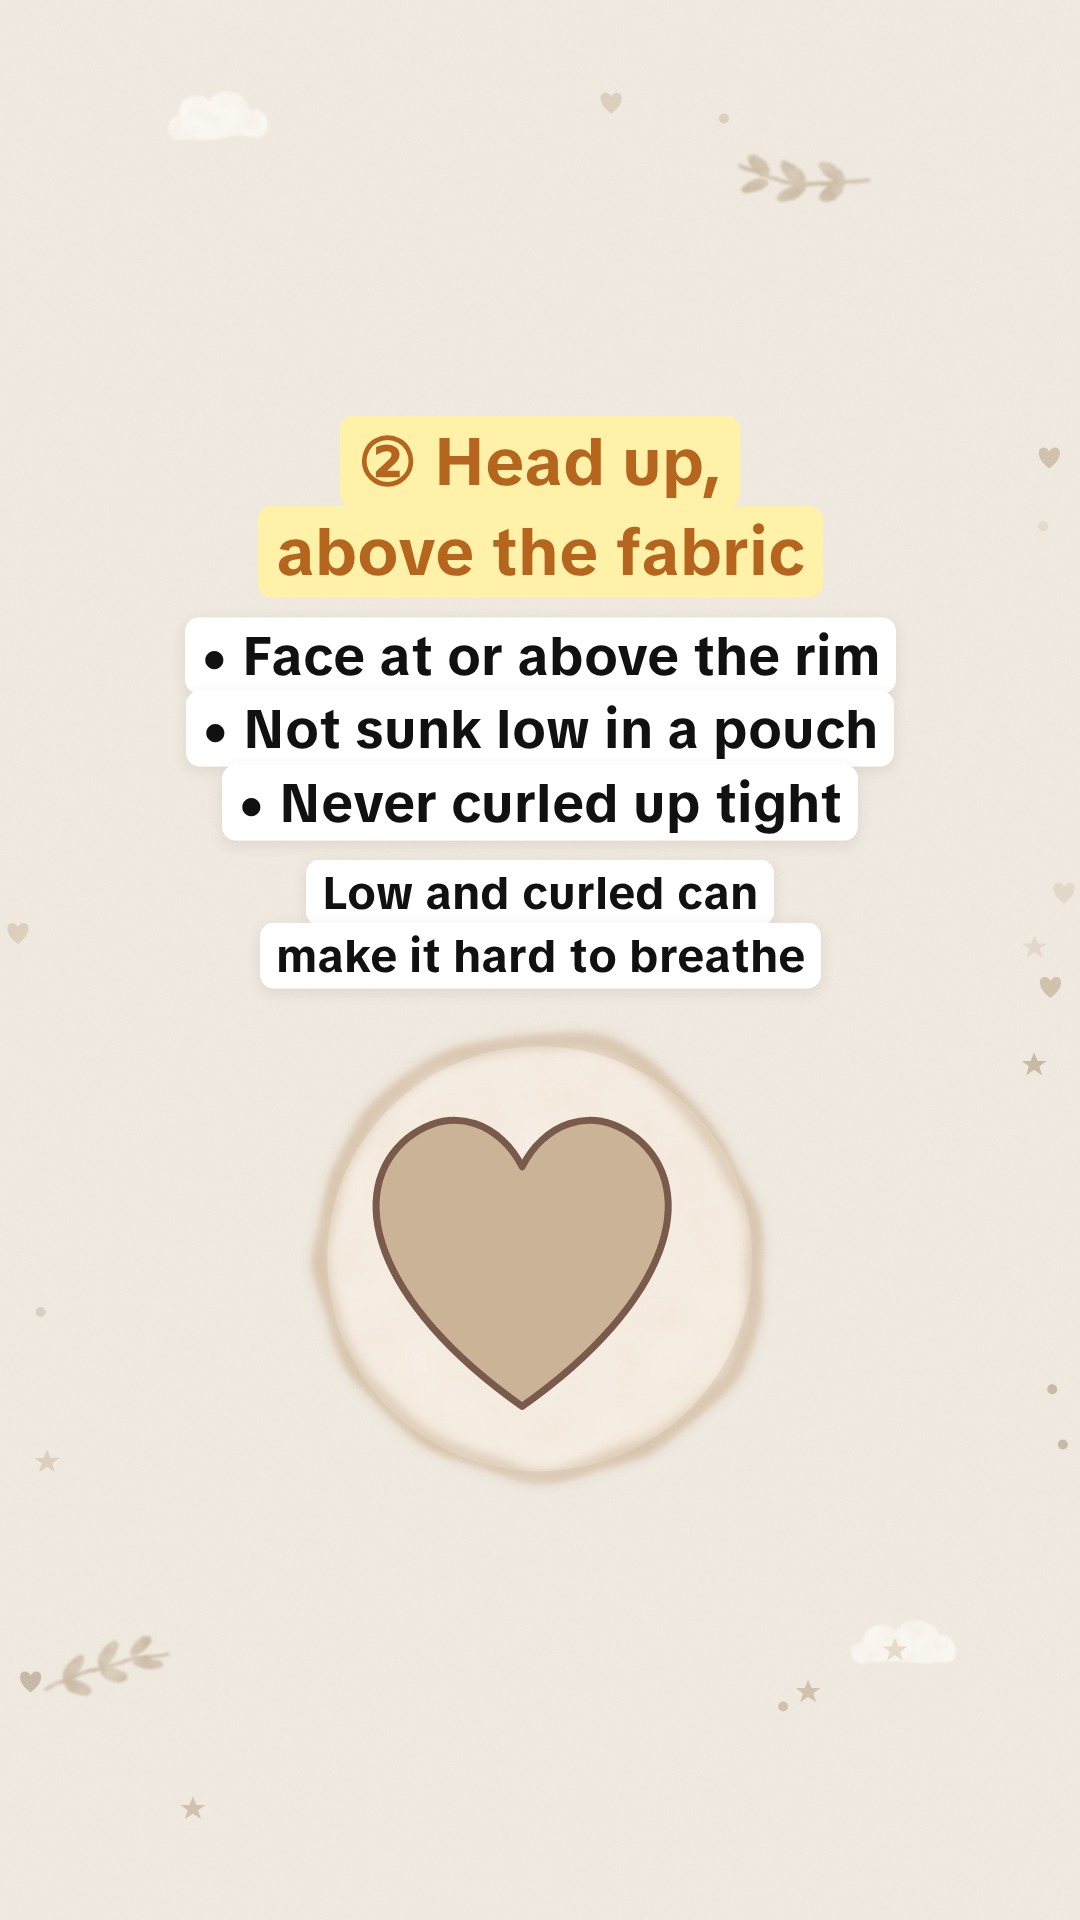 ② Head up,
above the fabric
• Face at or above the rim
• Not sunk low in a pouch
• Never curled up tight
Low and curled can
make it hard to breathe